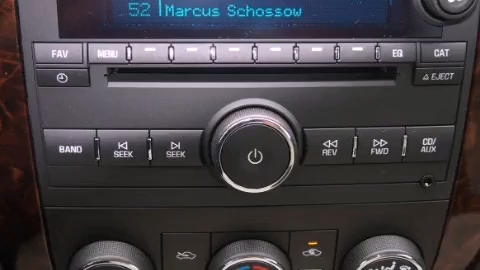 52 Marcus Schossow
FAV MENU EQ CAT
EJECT
BAND SEEK SEEK REV FWD CD/
AUX